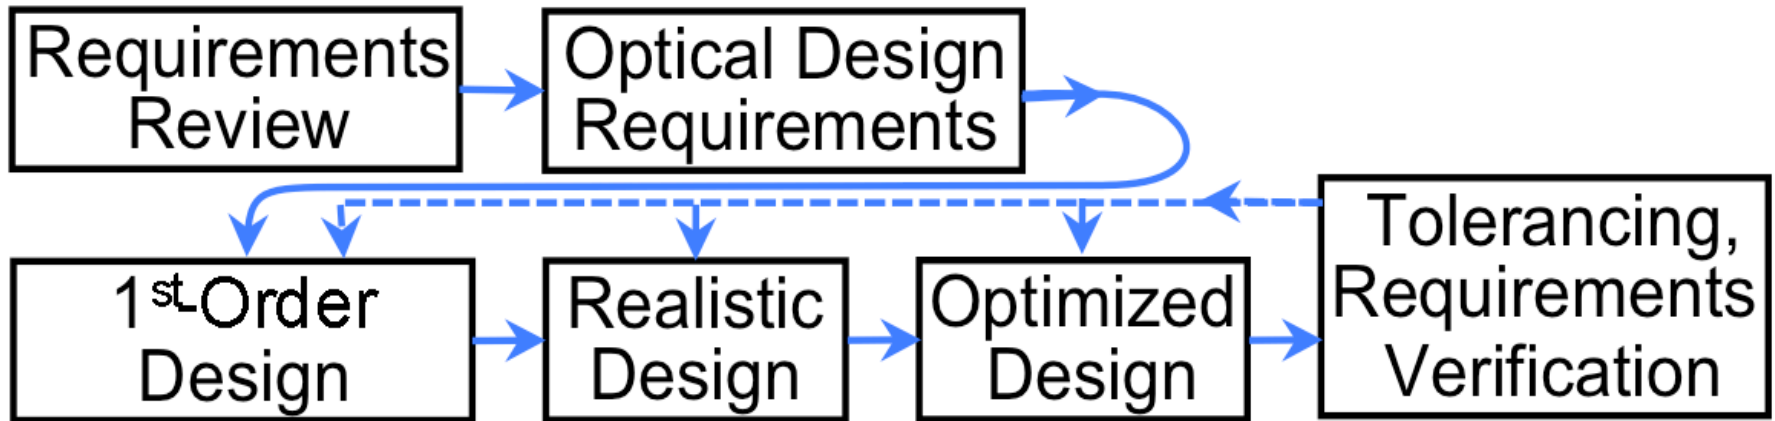 Requirements
Review
Optical Design
Requirements
1st-Order
Design
Realistic
Design
Optimized
Design
Tolerancing,
Requirements
Verification